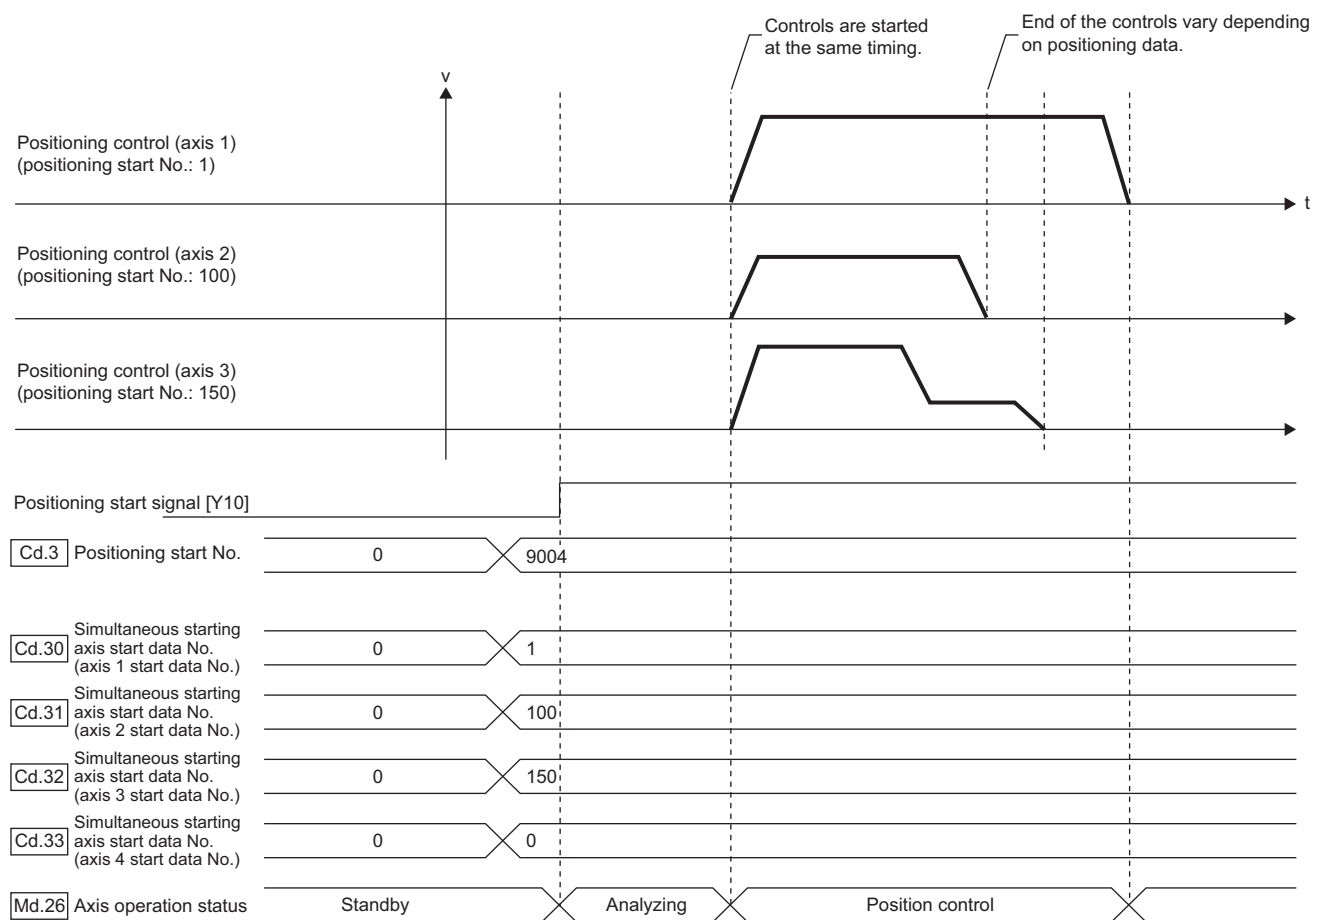 Controls are started
at the same timing.
End of the controls vary depending
on positioning data.
v
Positioning control (axis 1)
(positioning start No.: 1)
t
Positioning control (axis 2)
(positioning start No.: 100)
Positioning control (axis 3)
(positioning start No.: 150)
Positioning start signal [Y10]
Cd.3 Positioning start No. 0 9004
Simultaneous starting
Cd.30 axis start data No. 0 1
(axis 1 start data No.)
Simultaneous starting
Cd.31 axis start data No. 0 100
(axis 2 start data No.)
Simultaneous starting
Cd.32 axis start data No. 0 150
(axis 3 start data No.)
Simultaneous starting
Cd.33 axis start data No. 0 0
(axis 4 start data No.)
Md.26 Axis operation status Standby Analyzing Position control